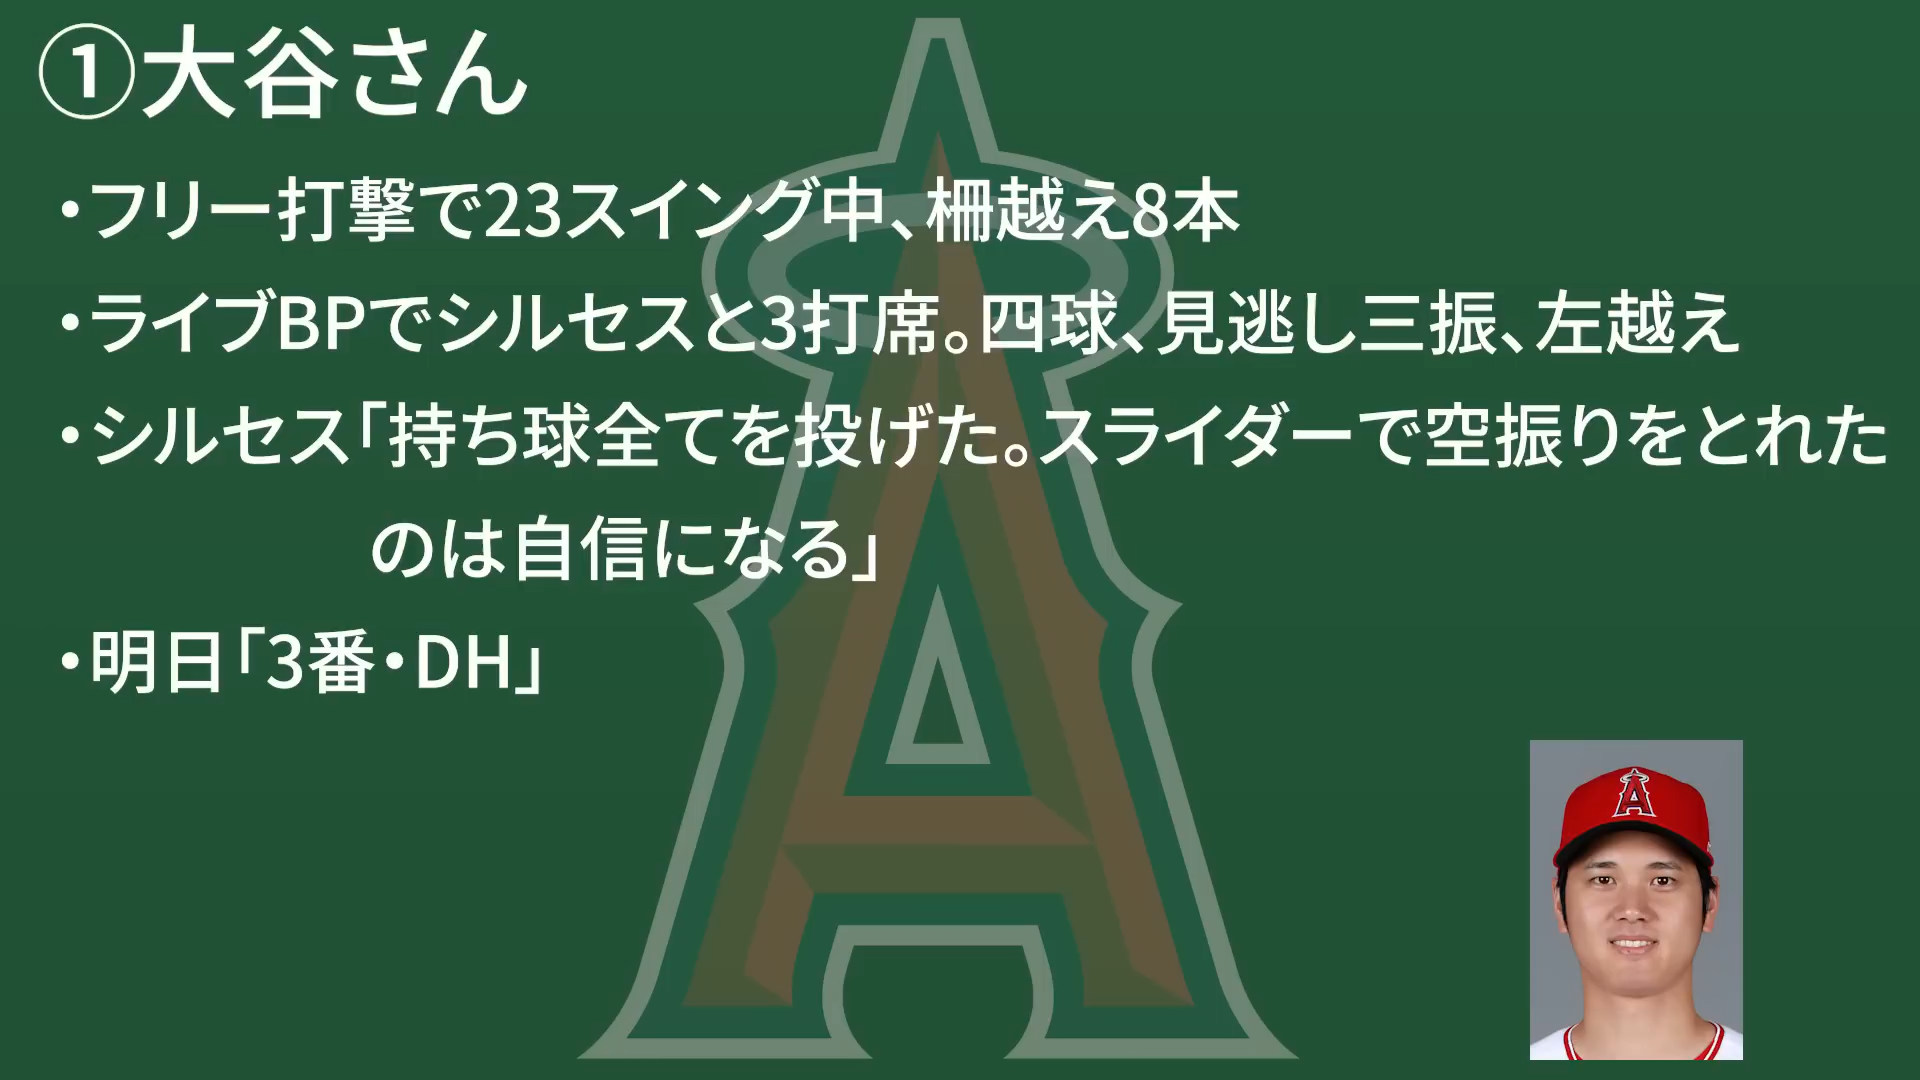 ①大谷さん
・フリー打撃で23スイング中、柵越え8本
・ライブBPでシルセスと3打席。四球、見逃し三振、左越え
・シルセス「持ち球全てを投げた。スライダーで空振りをとれた
のは自信になる」
・明日「3番・DH」